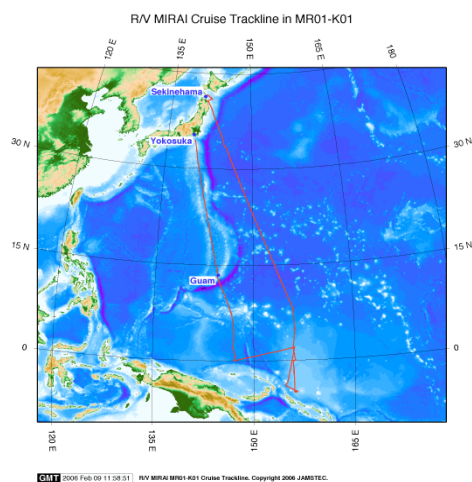 R/V MIRAI Cruise Trackline in MR01-K01
120 E
135 E
150 E
165 E
180
Sekinehama
Yokosuka
30 N
30 N
15 N
15 N
Guam
0
0
120 E
135 E
150 E
165 E
GMT 2006 Feb 09 11:58:51 R/V MIRAI MR01-K01 Cruise Trackline. Copyright 2006 JAMSTEC.